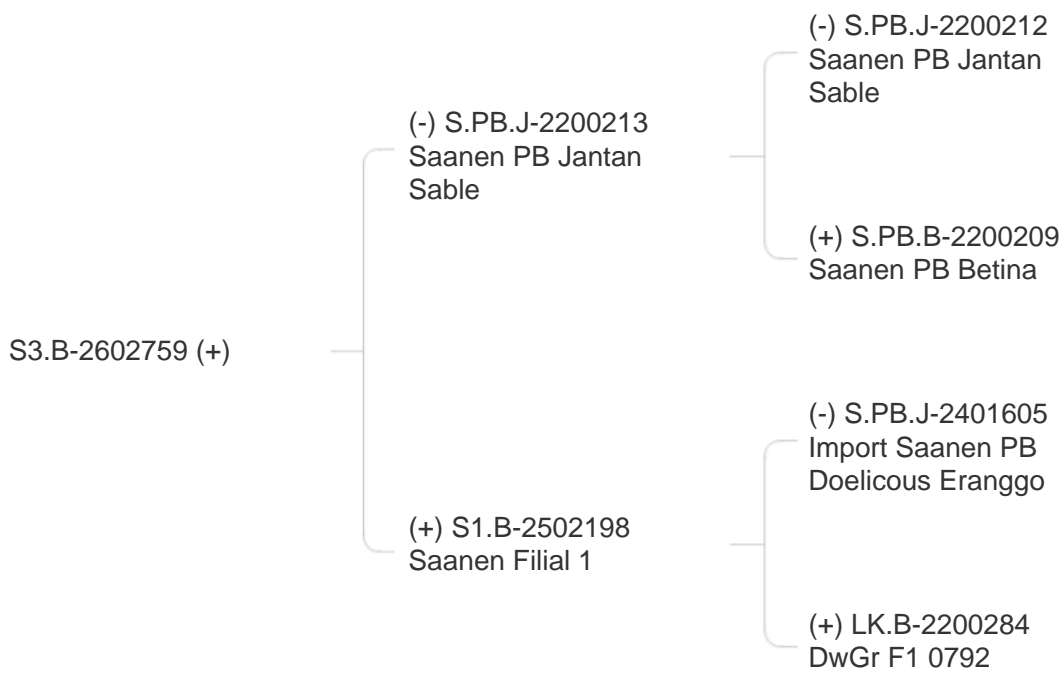 (-) S.PB.J-2200212
Saanen PB Jantan
Sable
(-) S.PB.J-2200213
Saanen PB Jantan
Sable
(+) S.PB.B-2200209
Saanen PB Betina
S3.B-2602759 (+)
(-) S.PB.J-2401605
Import Saanen PB
Doelicous Eranggo
(+) S1.B-2502198
Saanen Filial 1
(+) LK.B-2200284
DwGr F1 0792